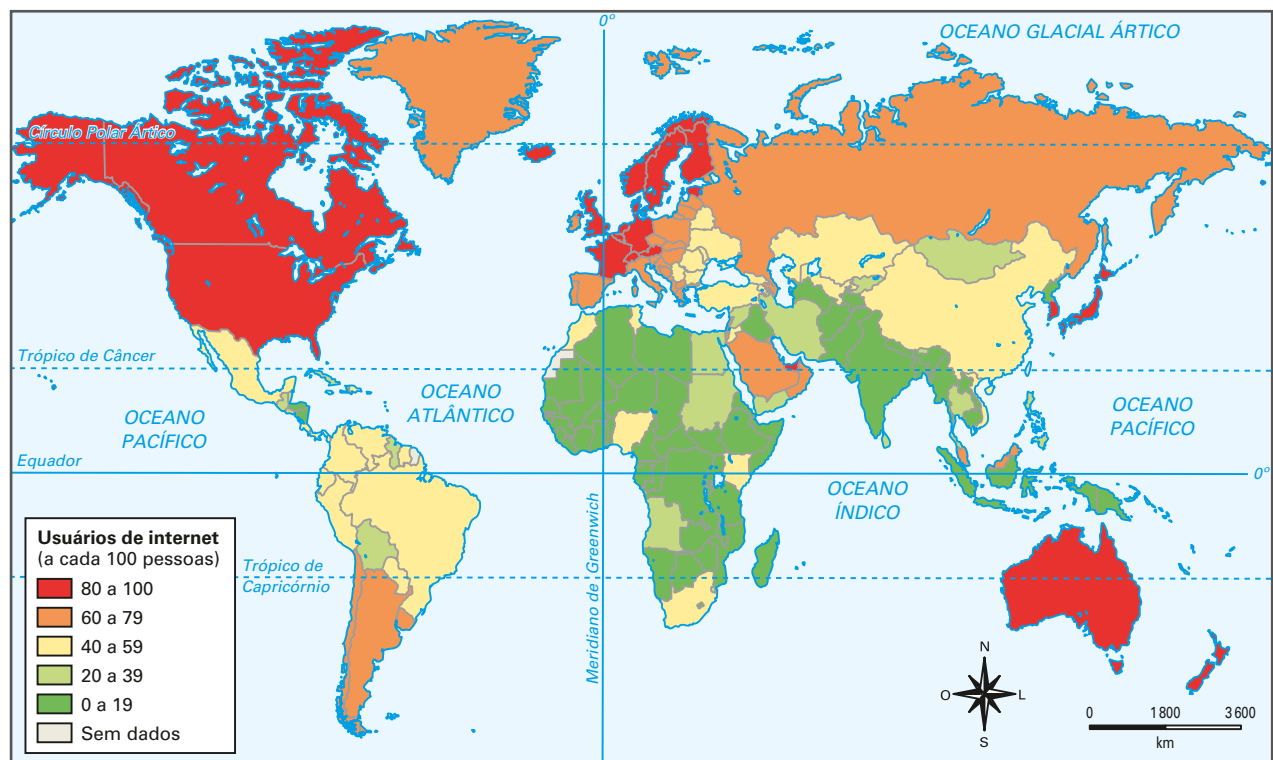 0°
OCEANO GLACIAL ÁRTICO
Círculo Polar Ártico
Trópico de Câncer
OCEANO
PACÍFICO
OCEANO
ATLÂNTICO
OCEANO
PACÍFICO
Equador
0°
OCEANO
ÍNDICO
Meridiano de Greenwich
Trópico de
Capricórnio
Usuários de internet
(a cada 100 pessoas)
80 a 100
60 a 79
40 a 59
20 a 39
0 a 19
Sem dados
N
O
L
S
0 1 800 3 600
km